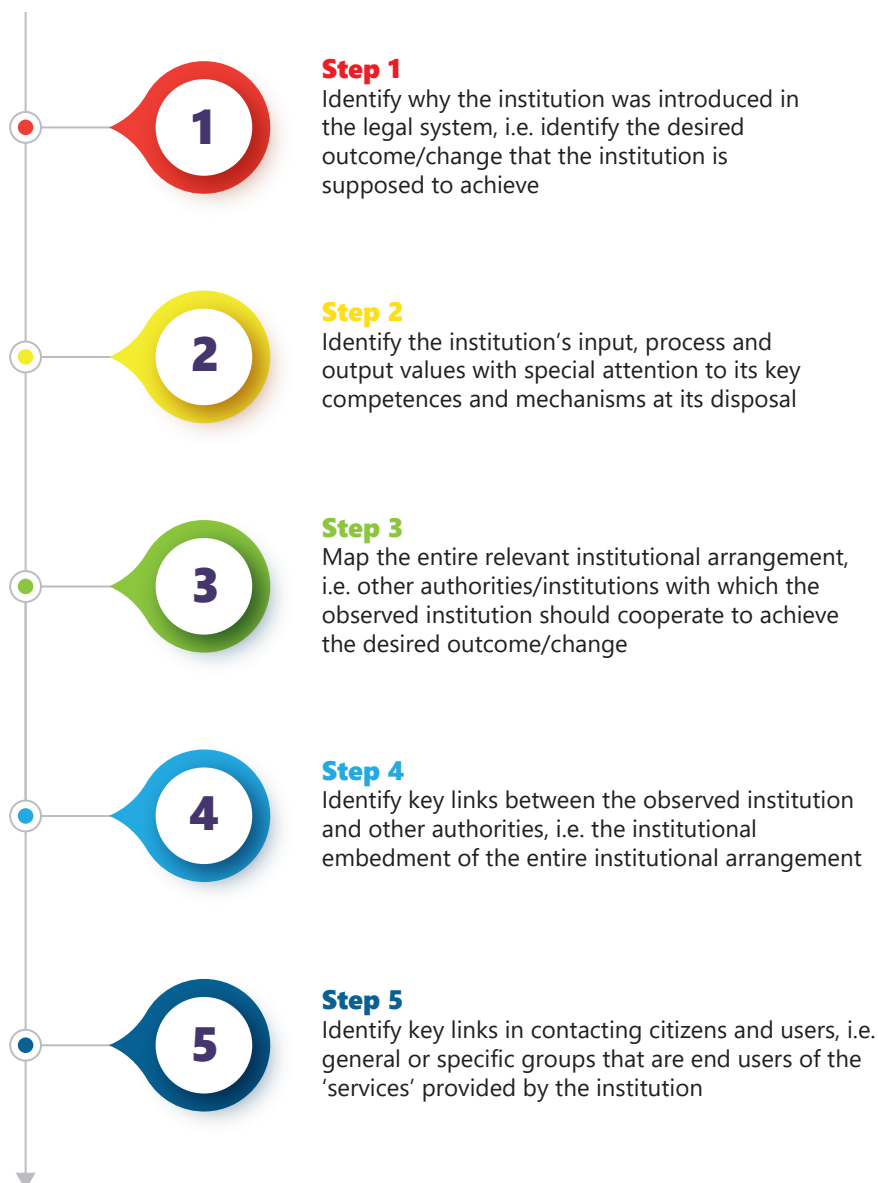 1
Step 1
Identify why the institution was introduced in
the legal system, i.e. identify the desired
outcome/change that the institution is
supposed to achieve
2
Step 2
Identify the institution’s input, process and
output values with special attention to its key
competences and mechanisms at its disposal
3
Step 3
Map the entire relevant institutional arrangement,
i.e. other authorities/institutions with which the
observed institution should cooperate to achieve
the desired outcome/change
4
Step 4
Identify key links between the observed institution
and other authorities, i.e. the institutional
embedment of the entire institutional arrangement
5
Step 5
Identify key links in contacting citizens and users, i.e.
general or specific groups that are end users of the
‘services’ provided by the institution